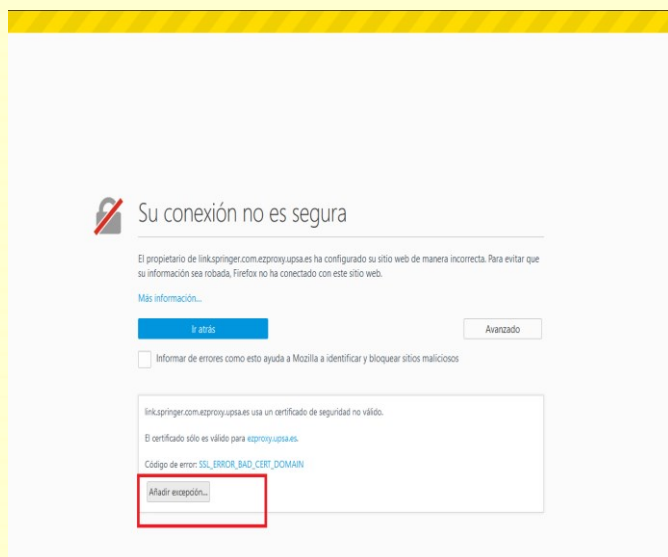 Su conexión no es segura
El propietario de link.springer.com.ezproxy.upsa.es ha configurado su sitio web de manera incorrecta. Para evitar que
su información sea robada, Firefox no ha conectado con este sitio web.
Más información...
Ir atrás
Avanzado
Informar de errores como esto ayuda a Mozilla a identificar y bloquear sitios maliciosos
link.springer.com.ezproxy.upsa.es usa un certificado de seguridad no válido.
El certificado sólo es válido para ezproxy.upsa.es.
Código de error: SSL_ERROR_BAD_CERT_DOMAIN
Añadir excepción...